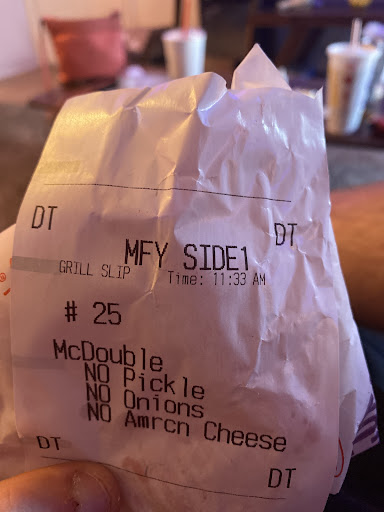 DT DT
MFY SIDE1
GRILL SLIP Time: 11:33 AM
# 25
McDouble
NO Pickle
NO Onions
NO Amrcn Cheese
DT DT